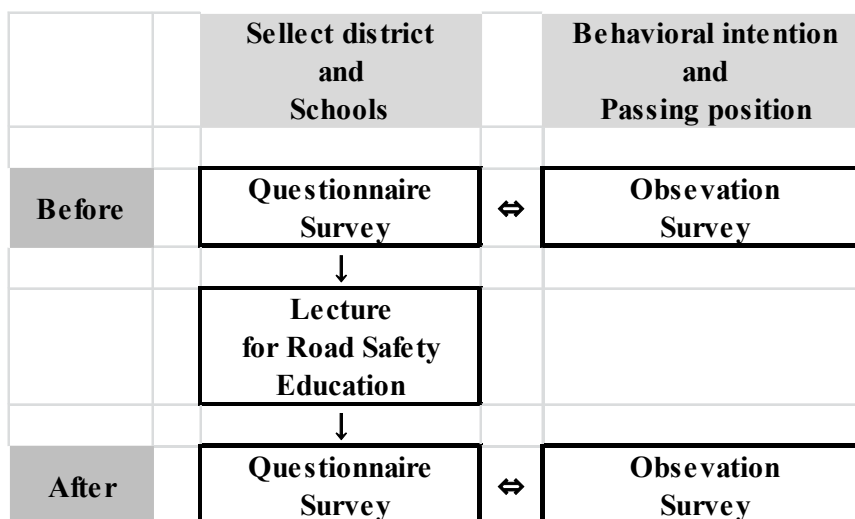 Sellect district
and
Schools
Behavioral intention
and
Passing position
Before
Questionnaire
Survey
⇔
Obsevation
Survey
↓
Lecture
for Road Safety
Education
↓
After
Questionnaire
Survey
⇔
Obsevation
Survey